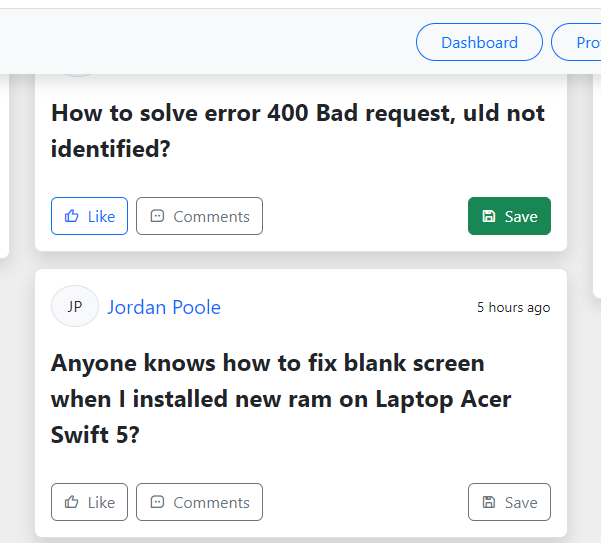 Dashboard
How to solve error 400 Bad request, uId not
identified?
Like
Comments
Save
JP
Jordan Poole
5 hours ago
Anyone knows how to fix blank screen
when I installed new ram on Laptop Acer
Swift 5?
Like
Comments
Save